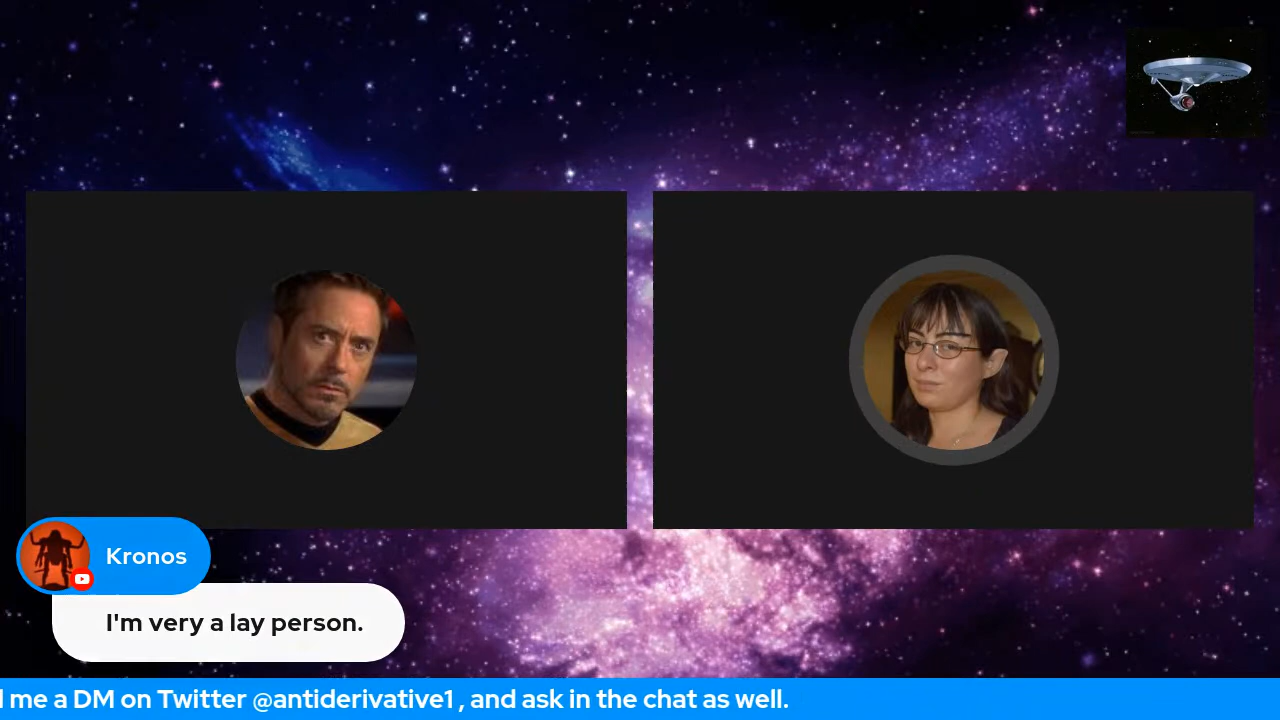 Kronos
I'm very a lay person.
me a DM on Twitter @antiderivative1 , and ask in the chat as well.